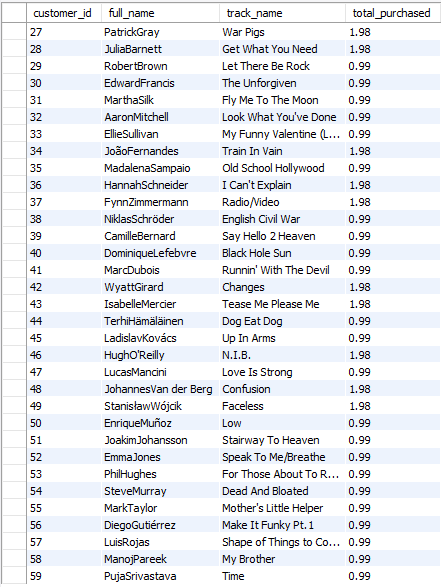 customer_id full_name track_name total_purchased
27 PatrickGray War Pigs 1.98
28 JuliaBarnett Get What You Need 1.98
29 RobertBrown Let There Be Rock 0.99
30 EdwardFrancis The Unforgiven 0.99
31 MarthaSilk Fly Me To The Moon 0.99
32 AaronMitchell Look What You've Done 0.99
33 EllieSullivan My Funny Valentine (L... 0.99
34 JoãoFernandes Train In Vain 1.98
35 MadalenaSampaio Old School Hollywood 0.99
36 HannahSchneider I Can't Explain 1.98
37 FynnZimmermann Radio/Video 1.98
38 NiklasSchröder English Civil War 0.99
39 CamilleBernard Say Hello 2 Heaven 0.99
40 DominiqueLefebvre Black Hole Sun 0.99
41 MarcDubois Runnin' With The Devil 0.99
42 WyattGirard Changes 1.98
43 IsabelleMercier Tease Me Please Me 1.98
44 TerhiHämäläinen Dog Eat Dog 0.99
45 LadislavKovács Up In Arms 0.99
46 HughO'Reilly N.I.B. 1.98
47 LucasMancini Love Is Strong 0.99
48 JohannesVan der Berg Confusion 1.98
49 StanisławWójcik Faceless 1.98
50 EnriqueMuñoz Low 0.99
51 JoakimJohansson Stairway To Heaven 0.99
52 EmmaJones Speak To Me/Breathe 0.99
53 PhilHughes For Those About To R... 0.99
54 SteveMurray Dead And Bloated 0.99
55 MarkTaylor Mother's Little Helper 0.99
56 DiegoGutiérrez Make It Funky Pt.1 0.99
57 LuisRojas Shape of Things to Co... 0.99
58 ManojPareek My Brother 0.99
59 PujaSrivastava Time 0.99